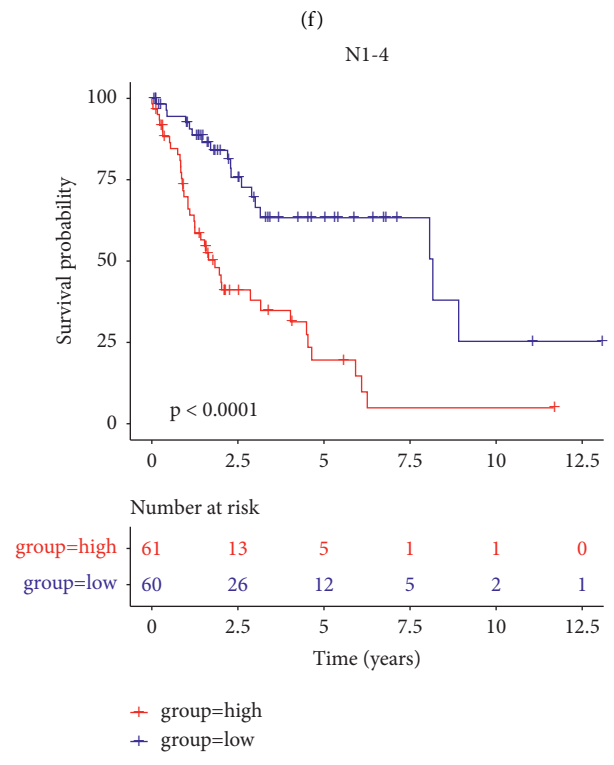 (f)
N1-4
Survival probability
100
75
50
25
0
p < 0.0001
0 2.5 5 7.5 10 12.5
Number at risk
group=high 61 13 5 1 1 0
group=low 60 26 12 5 2 1
0 2.5 5 7.5 10 12.5
Time (years)
group=high
group=low